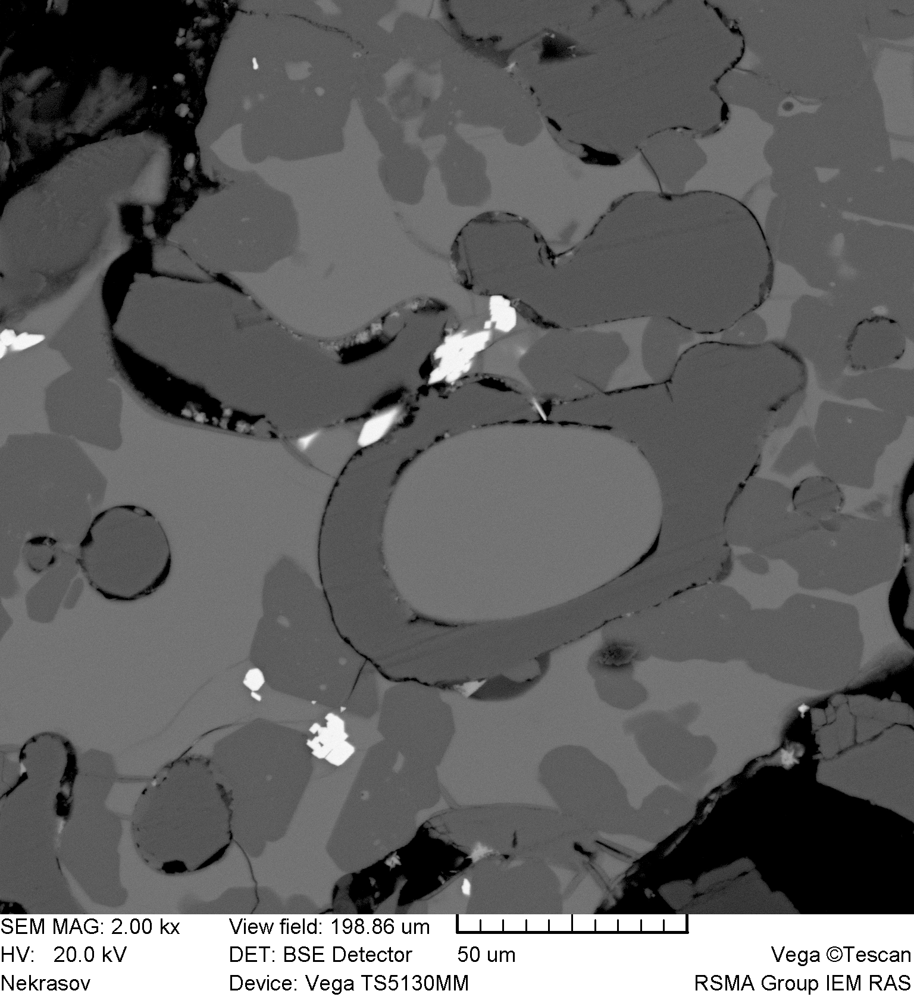 SEM MAG: 2.00 kx View field: 198.86 um
HV: 20.0 kV DET: BSE Detector 50 um Vega ©Tescan
Nekrasov Device: Vega TS5130MM RSMA Group IEM RAS